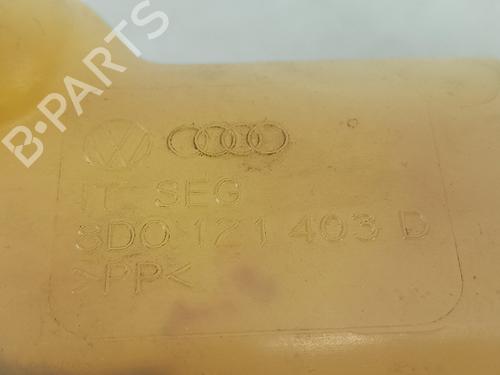 B-PARTS
IT SEG
8D0 121 403 D
>PP<